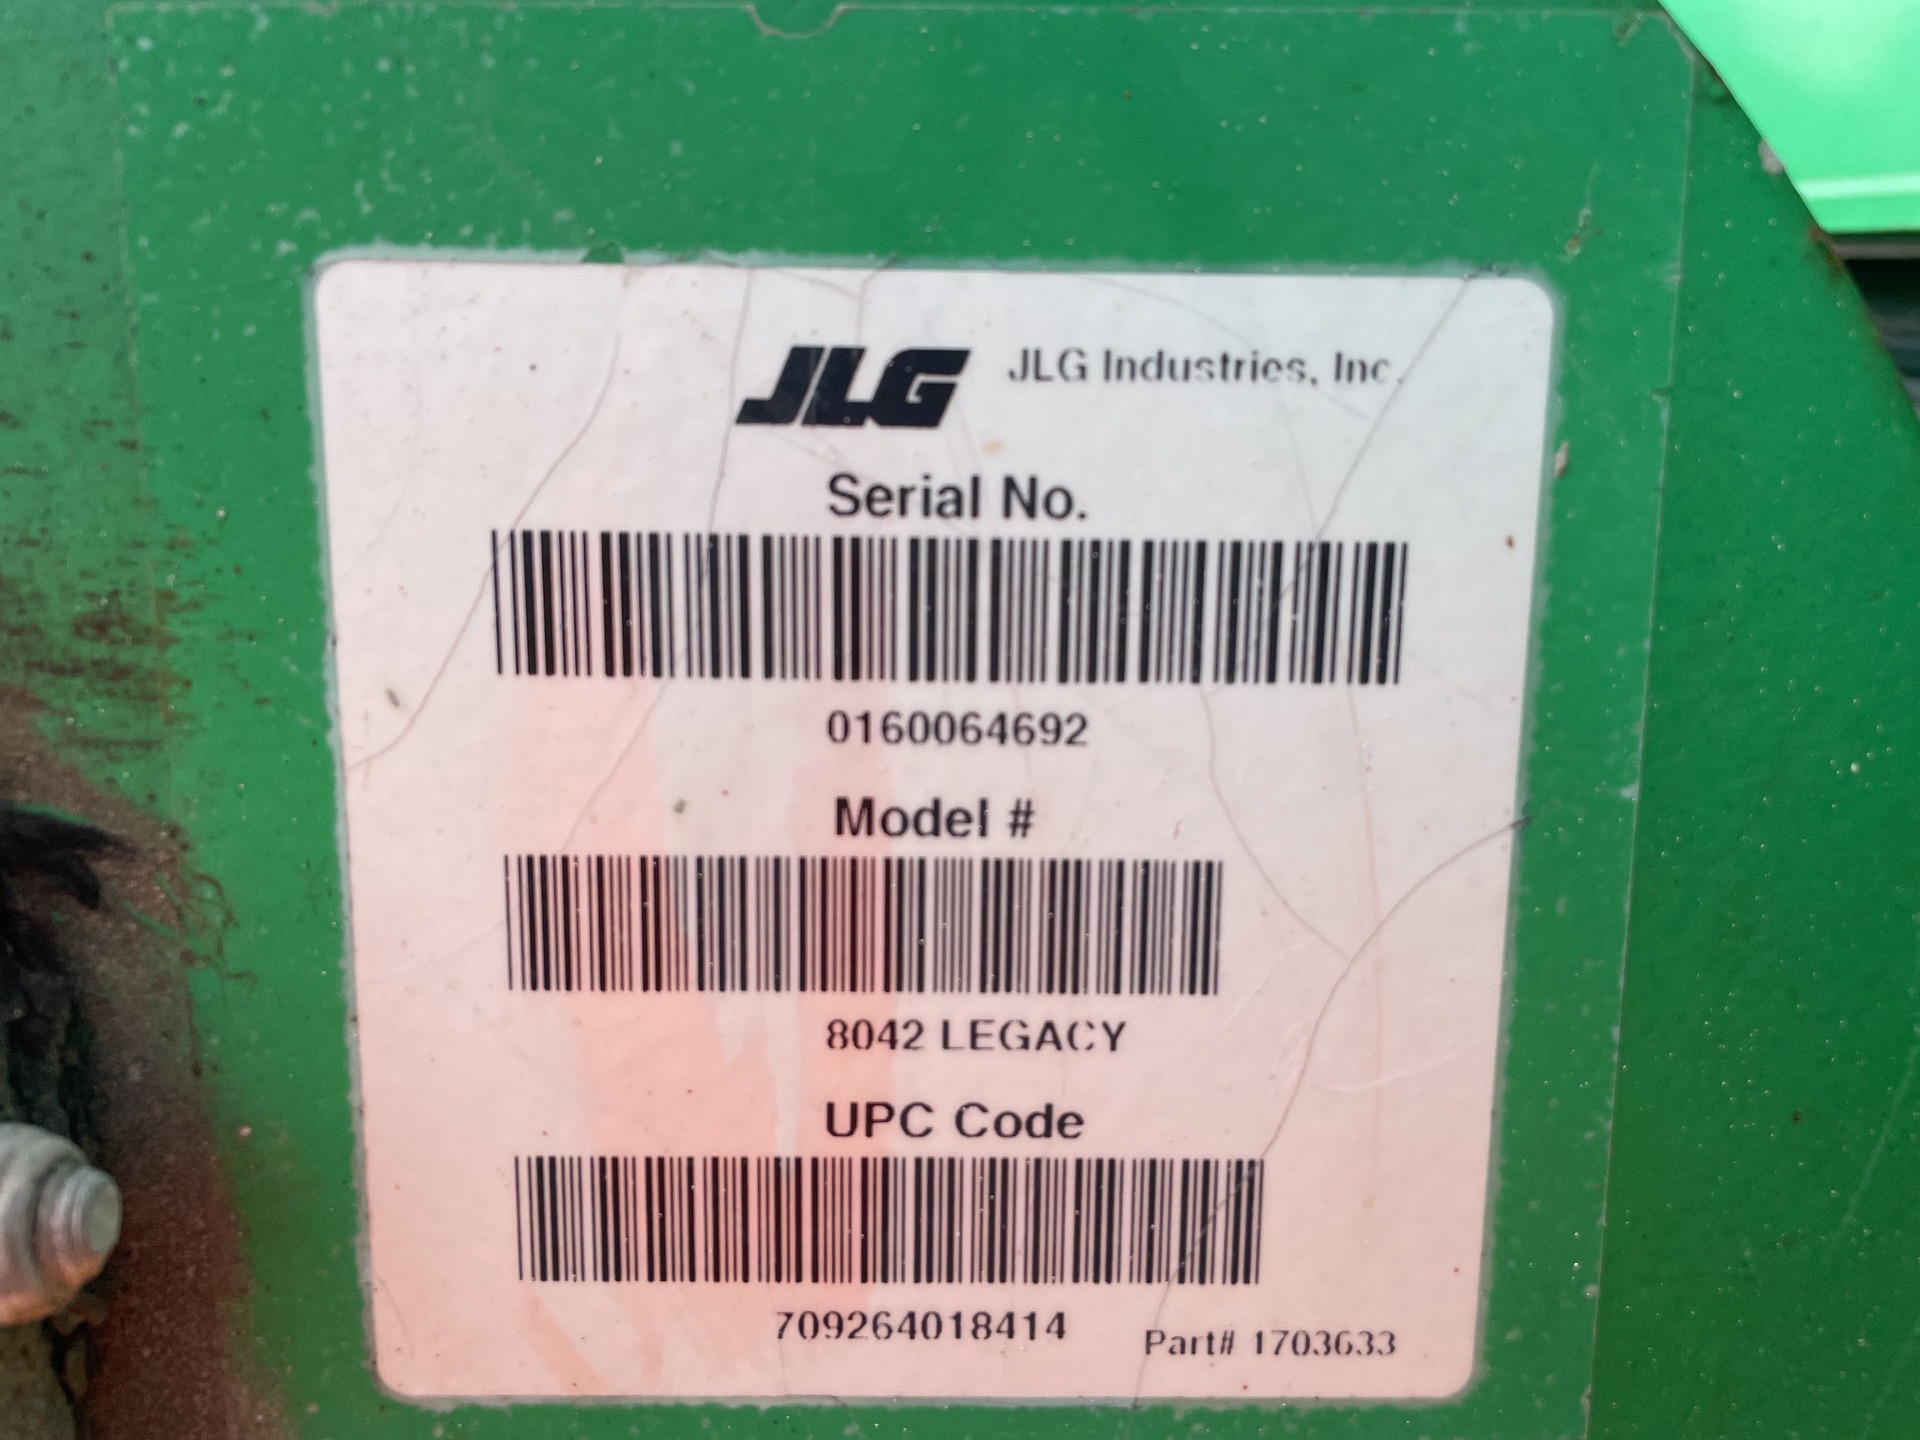 JLG JLG Industries, Inc.
Serial No.
0160064692
Model #
8042 LEGACY
UPC Code
709264018414
Part# 1703633